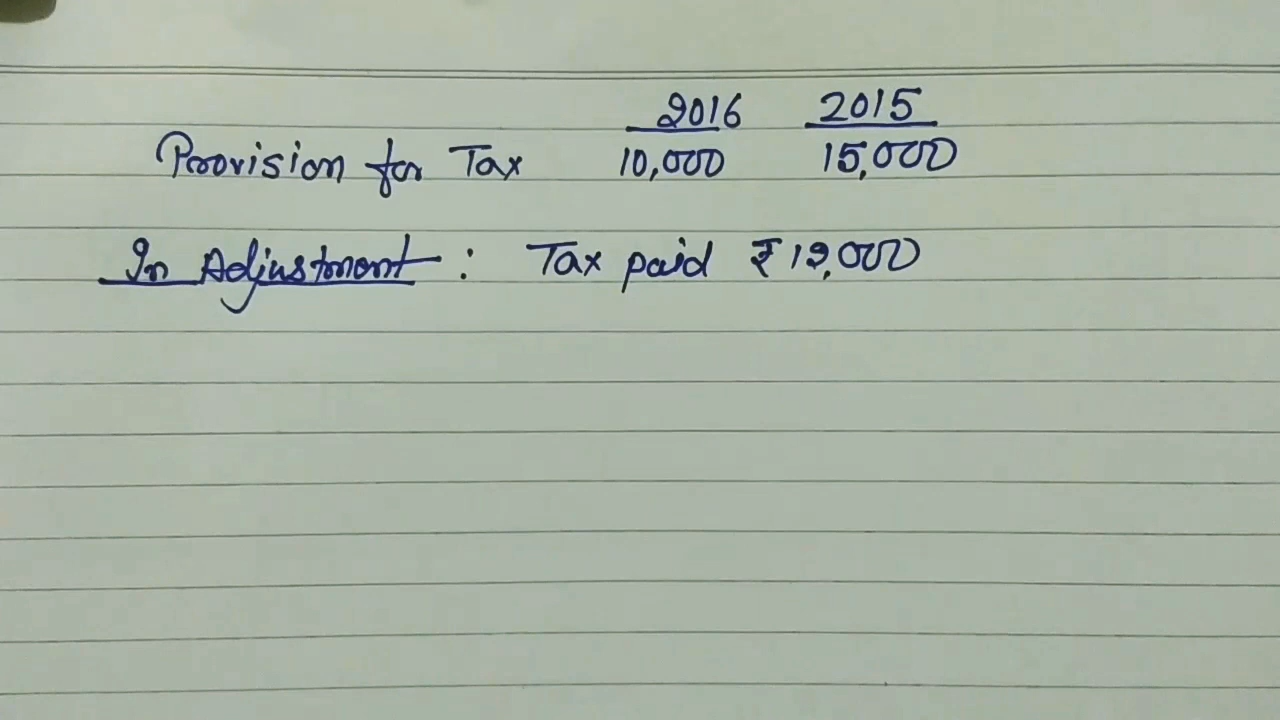 2016 2015
Provision for Tax 10,000 15,000
In Adjustment : Tax paid ₹12,000